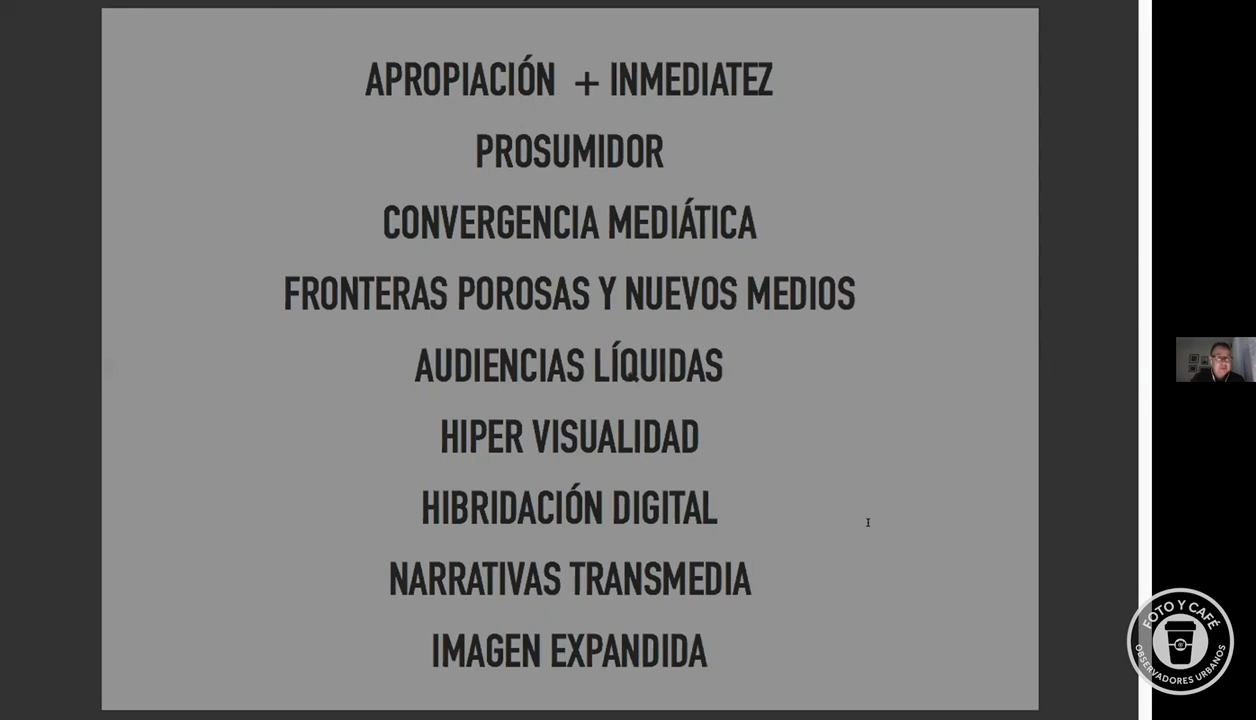 APROPIACIÓN + INMEDIATEZ
PROSUMIDOR
CONVERGENCIA MEDIÁTICA
FRONTERAS POROSAS Y NUEVOS MEDIOS
AUDIENCIAS LÍQUIDAS
HIPER VISUALIDAD
HIBRIDACIÓN DIGITAL
NARRATIVAS TRANSMEDIA
IMAGEN EXPANDIDA
FOTO Y CAFÉ
OBSERVADORES URBANOS